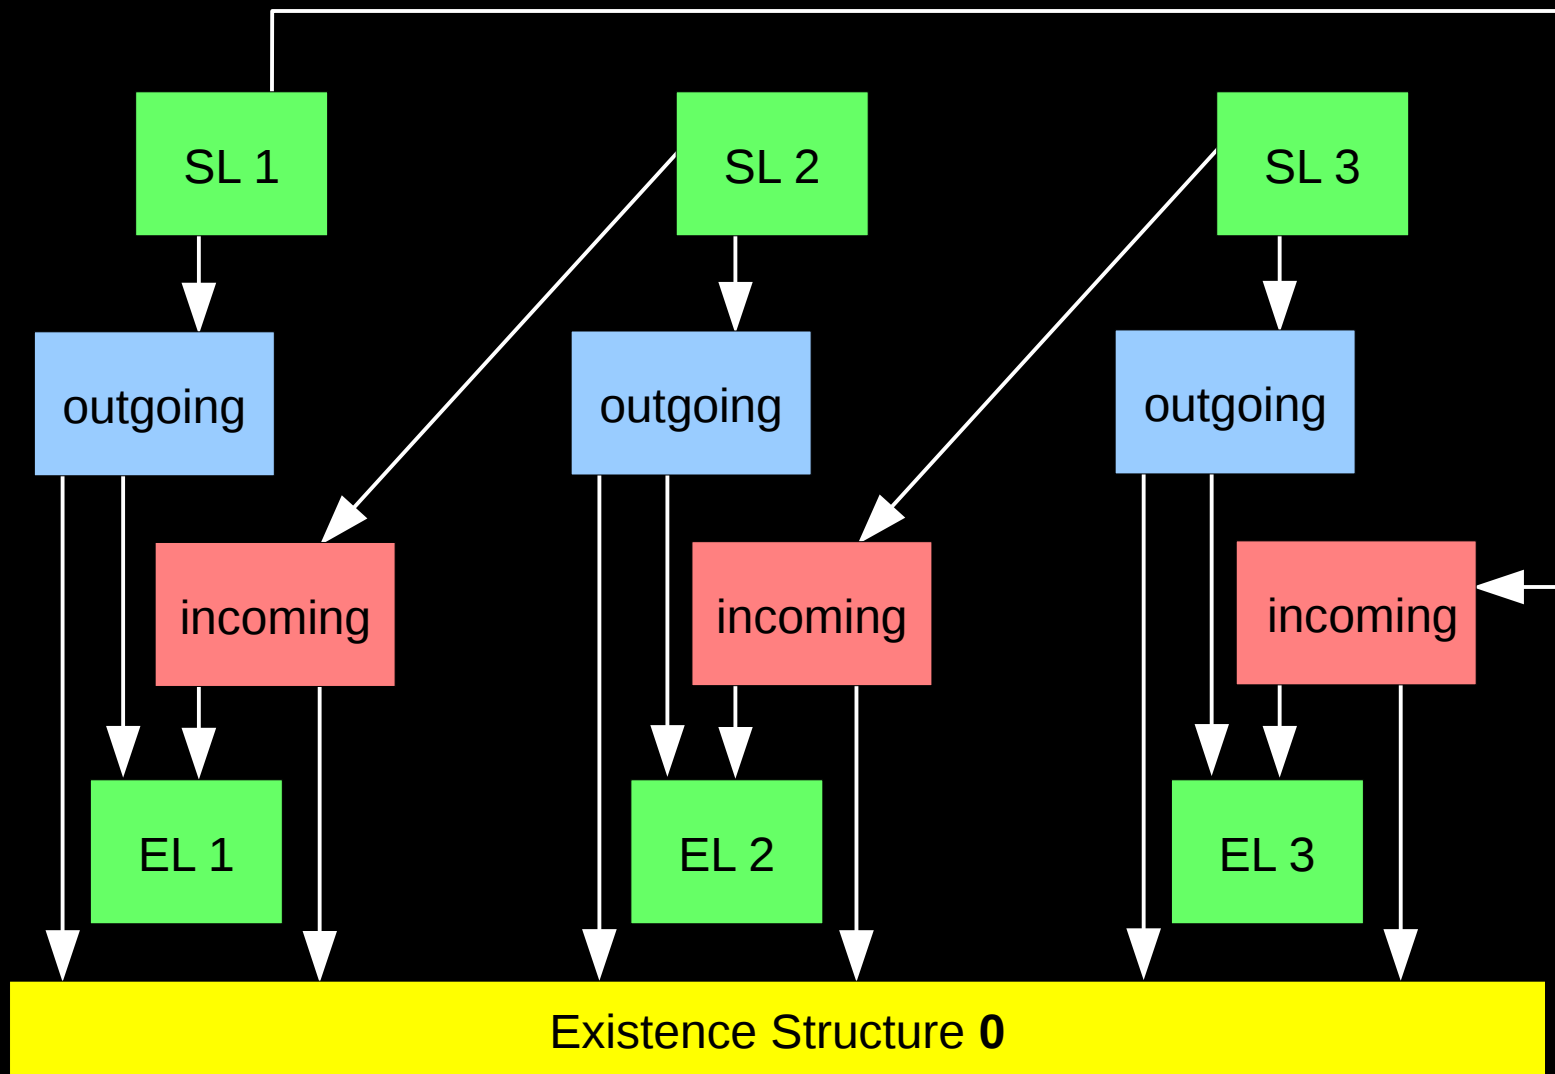 SL 1
SL 2
SL 3
outgoing
outgoing
outgoing
incoming
incoming
incoming
EL 1
EL 2
EL 3
Existence Structure 0